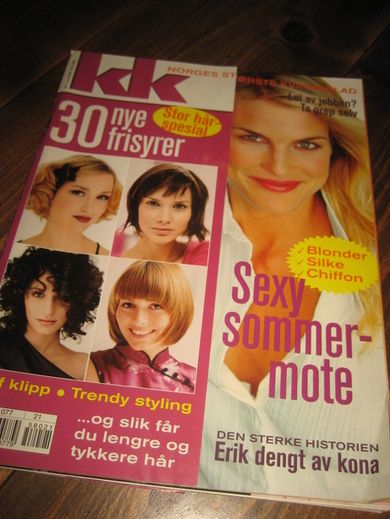 kk
NORGES STØRSTE KVINNEBLAD
Lei av jobben?
Ta grep selv
30 nye
frisyrer
Stor hår-
spesial
Blonder
Silke
Chiffon
Sexy
sommer-
mote
f klipp • Trendy styling
...og slik får
du lengre og
tykkere hår
DEN STERKE HISTORIEN
Erik dengt av kona
21